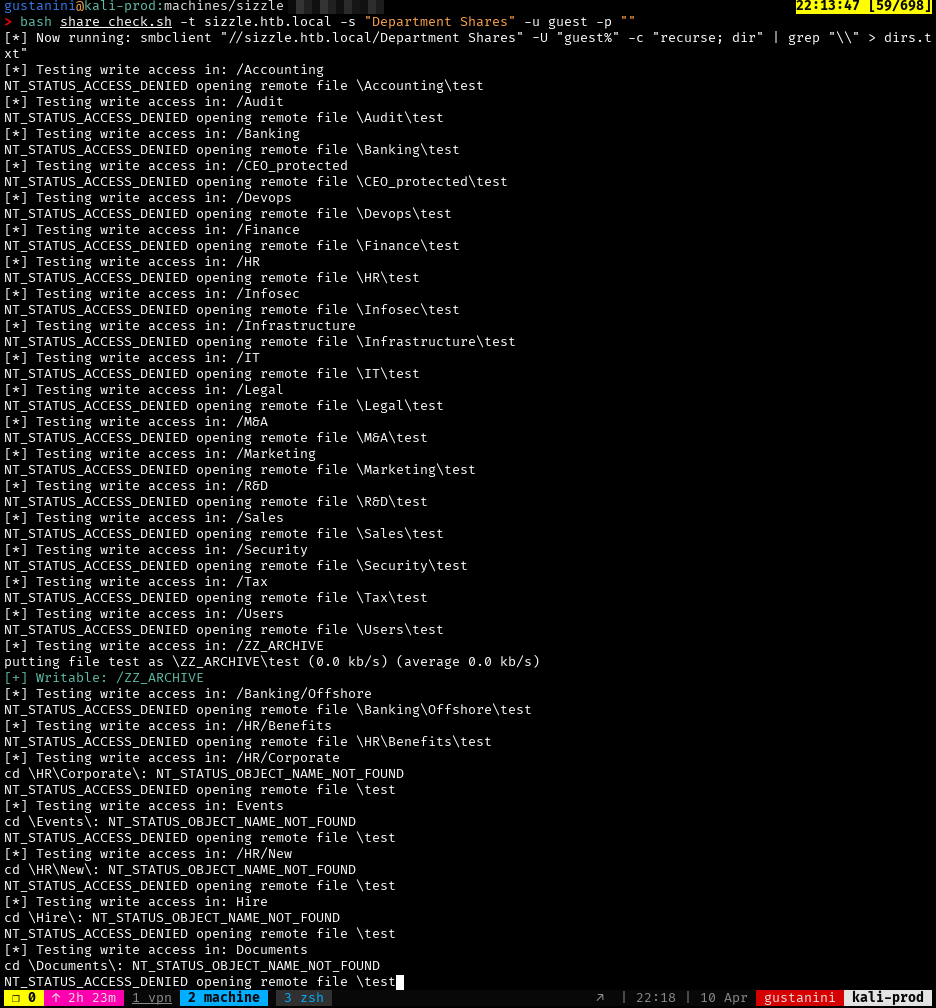 gustanini@kali-prod:machines/sizzle 22:13:47 [59/698]
> bash share_check.sh -t sizzle.htb.local -s "Department Shares" -u guest -p ""
[*] Now running: smbclient "//sizzle.htb.local/Department Shares" -U "guest%" -c "recurse; dir" | grep "\\" > dirs.t
xt"
[*] Testing write access in: /Accounting
NT_STATUS_ACCESS_DENIED opening remote file \Accounting\test
[*] Testing write access in: /Audit
NT_STATUS_ACCESS_DENIED opening remote file \Audit\test
[*] Testing write access in: /Banking
NT_STATUS_ACCESS_DENIED opening remote file \Banking\test
[*] Testing write access in: /CEO_protected
NT_STATUS_ACCESS_DENIED opening remote file \CEO_protected\test
[*] Testing write access in: /Devops
NT_STATUS_ACCESS_DENIED opening remote file \Devops\test
[*] Testing write access in: /Finance
NT_STATUS_ACCESS_DENIED opening remote file \Finance\test
[*] Testing write access in: /HR
NT_STATUS_ACCESS_DENIED opening remote file \HR\test
[*] Testing write access in: /Infosec
NT_STATUS_ACCESS_DENIED opening remote file \Infosec\test
[*] Testing write access in: /Infrastructure
NT_STATUS_ACCESS_DENIED opening remote file \Infrastructure\test
[*] Testing write access in: /IT
NT_STATUS_ACCESS_DENIED opening remote file \IT\test
[*] Testing write access in: /Legal
NT_STATUS_ACCESS_DENIED opening remote file \Legal\test
[*] Testing write access in: /M&A
NT_STATUS_ACCESS_DENIED opening remote file \M&A\test
[*] Testing write access in: /Marketing
NT_STATUS_ACCESS_DENIED opening remote file \Marketing\test
[*] Testing write access in: /R&D
NT_STATUS_ACCESS_DENIED opening remote file \R&D\test
[*] Testing write access in: /Sales
NT_STATUS_ACCESS_DENIED opening remote file \Sales\test
[*] Testing write access in: /Security
NT_STATUS_ACCESS_DENIED opening remote file \Security\test
[*] Testing write access in: /Tax
NT_STATUS_ACCESS_DENIED opening remote file \Tax\test
[*] Testing write access in: /Users
NT_STATUS_ACCESS_DENIED opening remote file \Users\test
[*] Testing write access in: /ZZ_ARCHIVE
putting file test as \ZZ_ARCHIVE\test (0.0 kb/s) (average 0.0 kb/s)
[+] Writable: /ZZ_ARCHIVE
[*] Testing write access in: /Banking/Offshore
NT_STATUS_ACCESS_DENIED opening remote file \Banking\Offshore\test
[*] Testing write access in: /HR/Benefits
NT_STATUS_ACCESS_DENIED opening remote file \HR\Benefits\test
[*] Testing write access in: /HR/Corporate
cd \HR\Corporate\: NT_STATUS_OBJECT_NAME_NOT_FOUND
NT_STATUS_ACCESS_DENIED opening remote file \test
[*] Testing write access in: Events
cd \Events\: NT_STATUS_OBJECT_NAME_NOT_FOUND
NT_STATUS_ACCESS_DENIED opening remote file \test
[*] Testing write access in: /HR/New
cd \HR\New\: NT_STATUS_OBJECT_NAME_NOT_FOUND
NT_STATUS_ACCESS_DENIED opening remote file \test
[*] Testing write access in: Hire
cd \Hire\: NT_STATUS_OBJECT_NAME_NOT_FOUND
NT_STATUS_ACCESS_DENIED opening remote file \test
[*] Testing write access in: Documents
cd \Documents\: NT_STATUS_OBJECT_NAME_NOT_FOUND
NT_STATUS_ACCESS_DENIED opening remote file \test
❐ 0 ↑ 2h 23m 1 vpn 2 machine 3 zsh ↗ | 22:18 | 10 Apr gustanini kali-prod